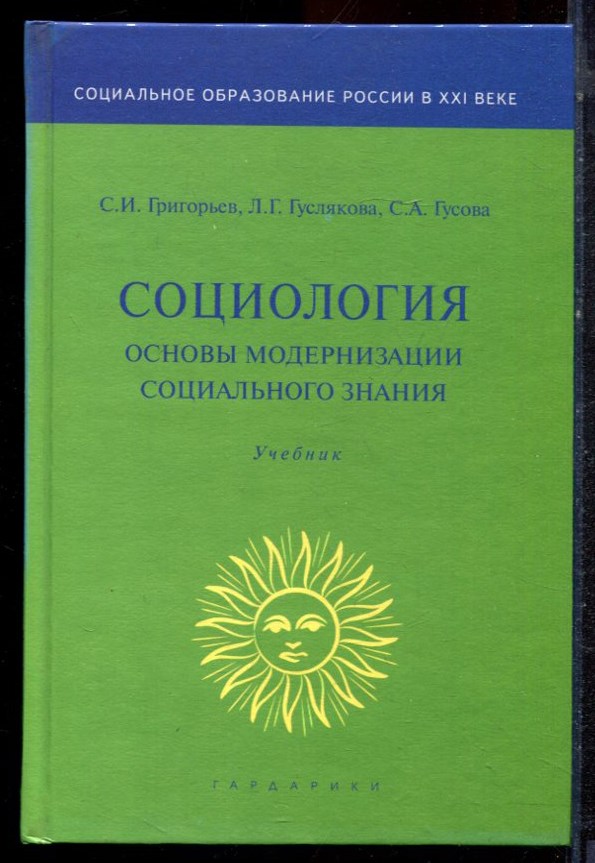 СОЦИАЛЬНОЕ ОБРАЗОВАНИЕ РОССИИ В XXI ВЕКЕ
С.И. Григорьев, Л.Г. Гуслякова, С.А. Гусова
СОЦИОЛОГИЯ
ОСНОВЫ МОДЕРНИЗАЦИИ
СОЦИАЛЬНОГО ЗНАНИЯ
Учебник
ГАРДАРИКИ